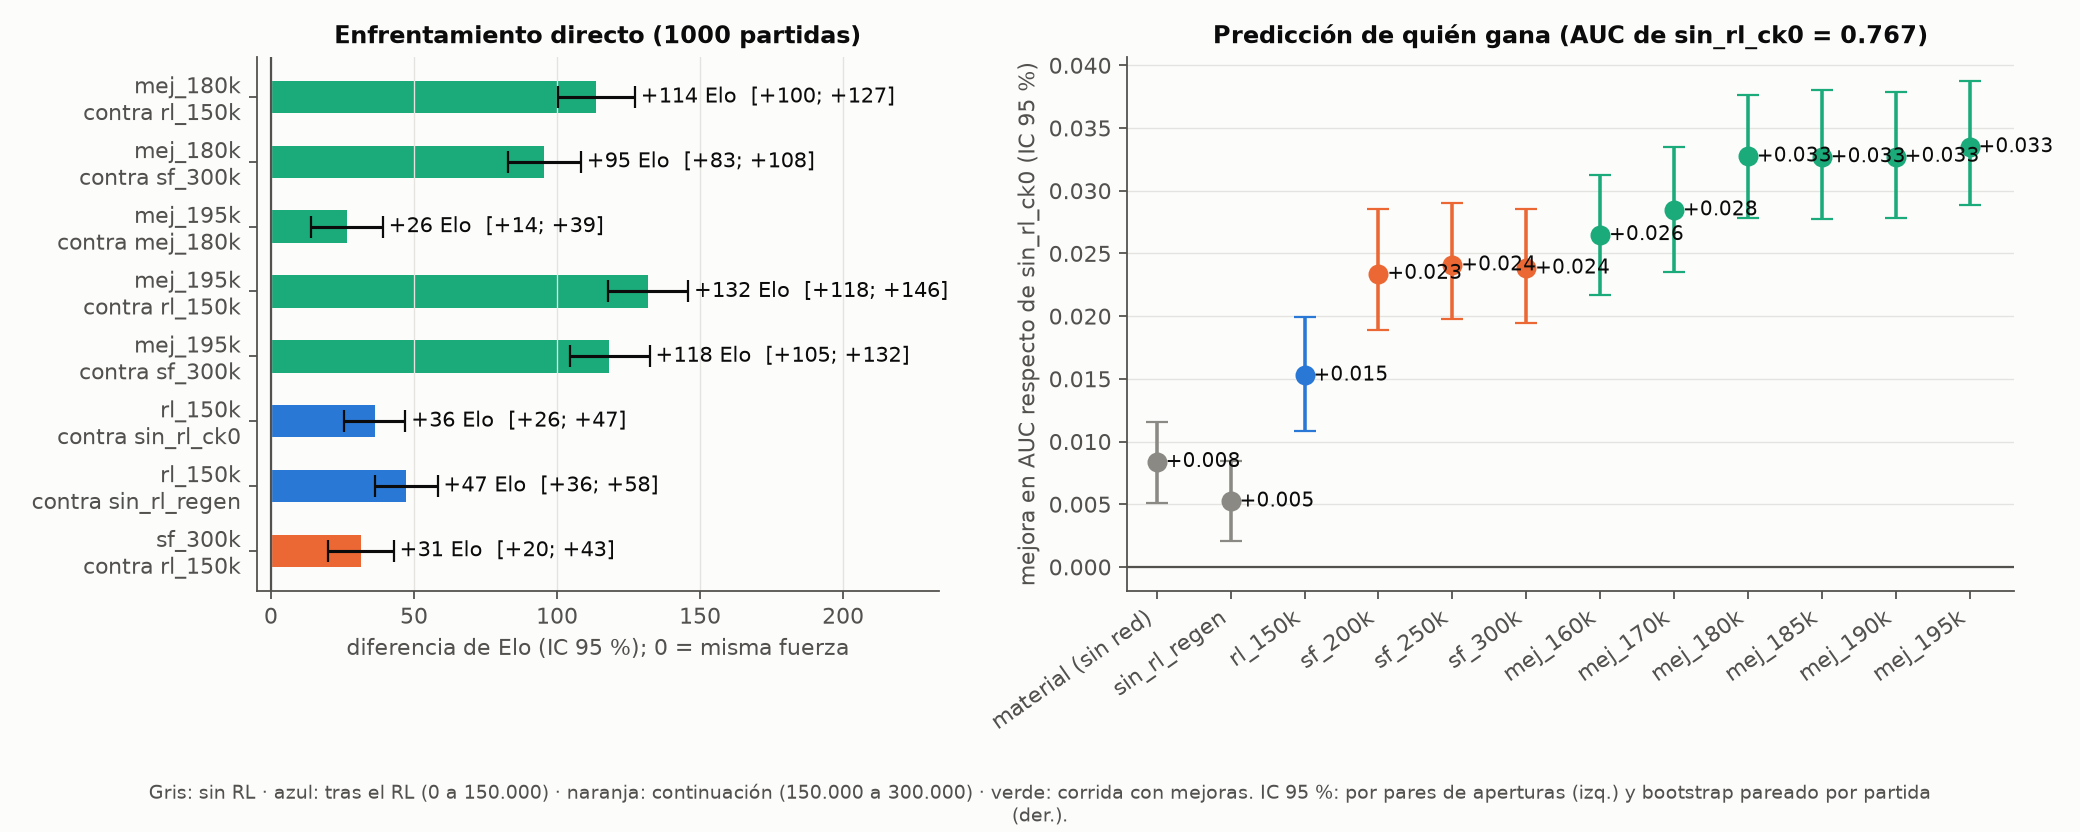 Enfrentamiento directo (1000 partidas)
mej_180k
contra rl_150k
+114 Elo  [+100; +127]
mej_180k
contra sf_300k
+95 Elo  [+83; +108]
mej_195k
contra mej_180k
+26 Elo  [+14; +39]
mej_195k
contra rl_150k
+132 Elo  [+118; +146]
mej_195k
contra sf_300k
+118 Elo  [+105; +132]
rl_150k
contra sin_rl_ck0
+36 Elo  [+26; +47]
rl_150k
contra sin_rl_regen
+47 Elo  [+36; +58]
sf_300k
contra rl_150k
+31 Elo  [+20; +43]
0 50 100 150 200
diferencia de Elo (IC 95 %); 0 = misma fuerza
Predicción de quién gana (AUC de sin_rl_ck0 = 0.767)
mejora en AUC respecto de sin_rl_ck0 (IC 95 %)
0.040
0.035
0.030
0.025
0.020
0.015
0.010
0.005
0.000
+0.008
+0.005
+0.015
+0.023
+0.024
+0.024
+0.026
+0.028
+0.033
+0.033
+0.033
+0.033
material (sin red)
sin_rl_regen
rl_150k
sf_200k
sf_250k
sf_300k
mej_160k
mej_170k
mej_180k
mej_185k
mej_190k
mej_195k
Gris: sin RL · azul: tras el RL (0 a 150.000) · naranja: continuación (150.000 a 300.000) · verde: corrida con mejoras. IC 95 %: por pares de aperturas (izq.) y bootstrap pareado por partida
(der.).